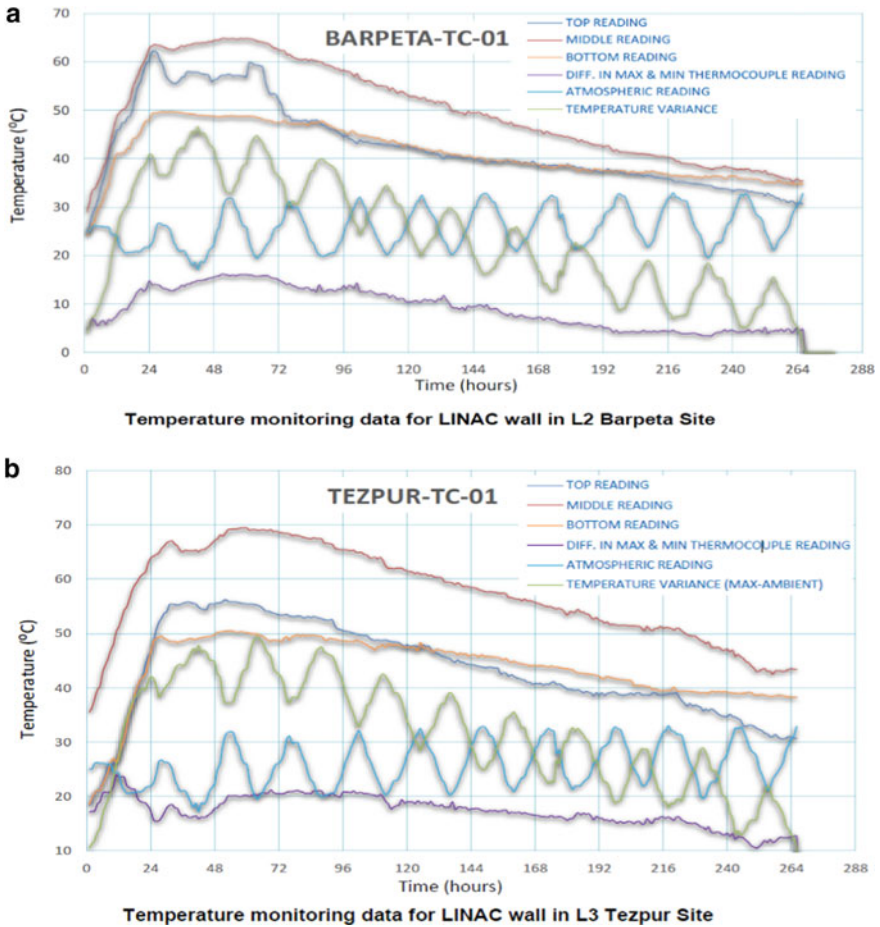 a
BARPETA-TC-01
TOP READING
MIDDLE READING
BOTTOM READING
DIFF. IN MAX & MIN THERMOCOUPLE READING
ATMOSPHERIC READING
TEMPERATURE VARIANCE
Temperature (⁰C)
70
60
50
40
30
20
10
0
0 24 48 72 96 120 144 168 192 216 240 264 288
Time (hours)
Temperature monitoring data for LINAC wall in L2 Barpeta Site
b
TEZPUR-TC-01
TOP READING
MIDDLE READING
BOTTOM READING
DIFF. IN MAX & MIN THERMOCOUPLE READING
ATMOSPHERIC READING
TEMPERATURE VARIANCE (MAX-AMBIENT)
Temperature (⁰C)
80
70
60
50
40
30
20
10
0 24 48 72 96 120 144 168 192 216 240 264 288
Time (hours)
Temperature monitoring data for LINAC wall in L3 Tezpur Site